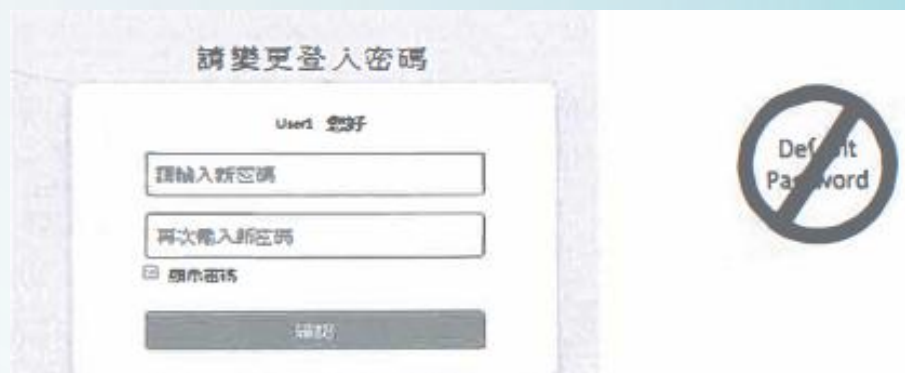 請變更登入密碼
User1 您好
請輸入新密碼
再次輸入新密碼
顯示密碼
確認
Default
Password